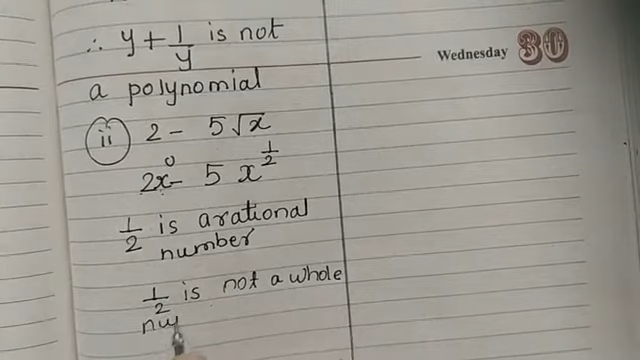 ∴ y + 1/y is not
Wednesday 30
a polynomial
(ii) 2 - 5√x
2x⁰ - 5 x^(1/2)
1/2 is a rational
number
1/2 is not a whole
nu